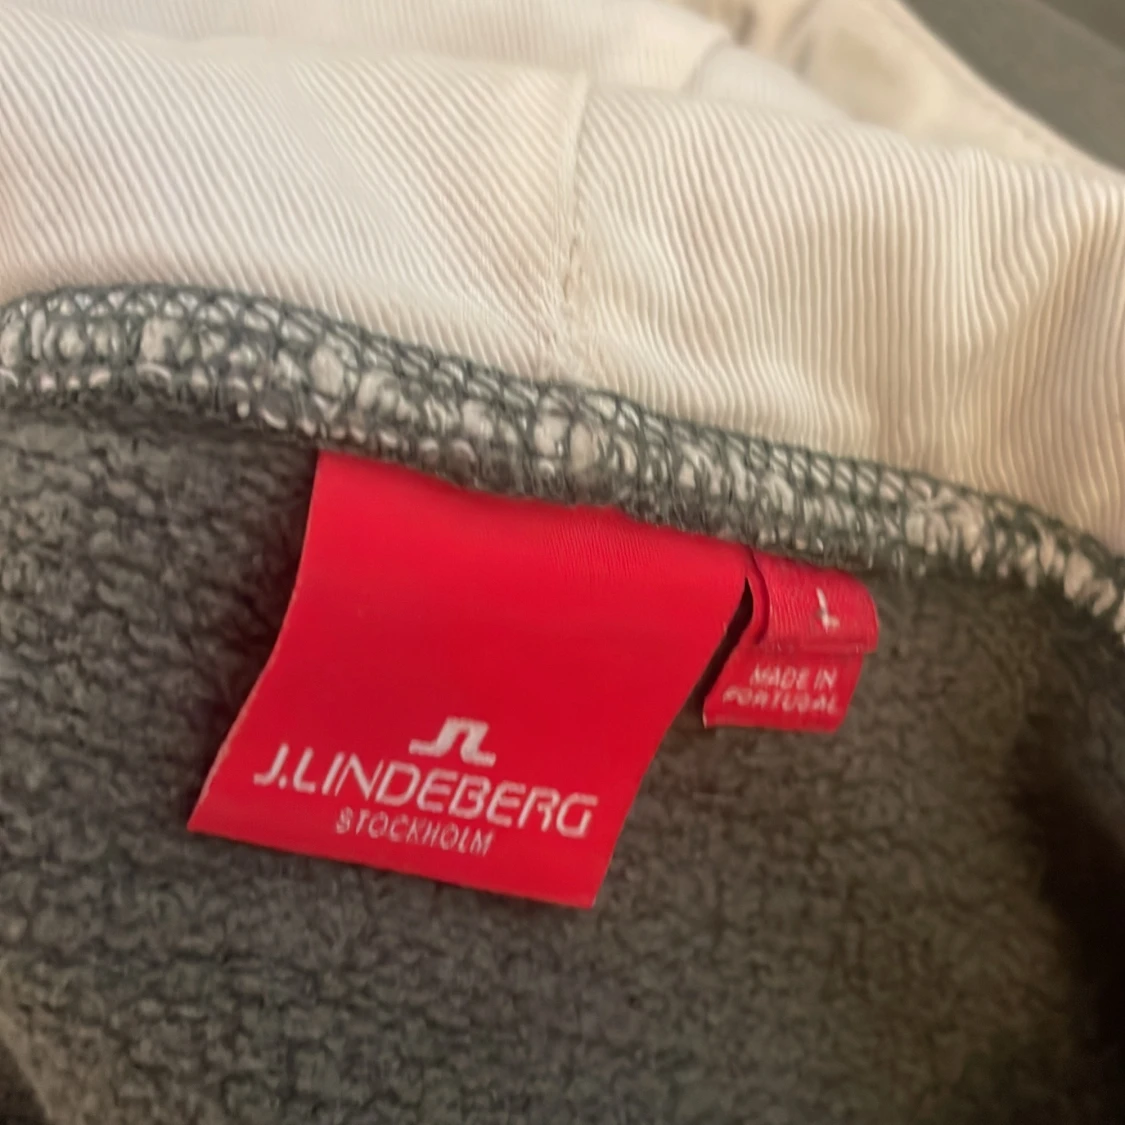 J.LINDEBERG
STOCKHOLM
L
MADE IN
PORTUGAL